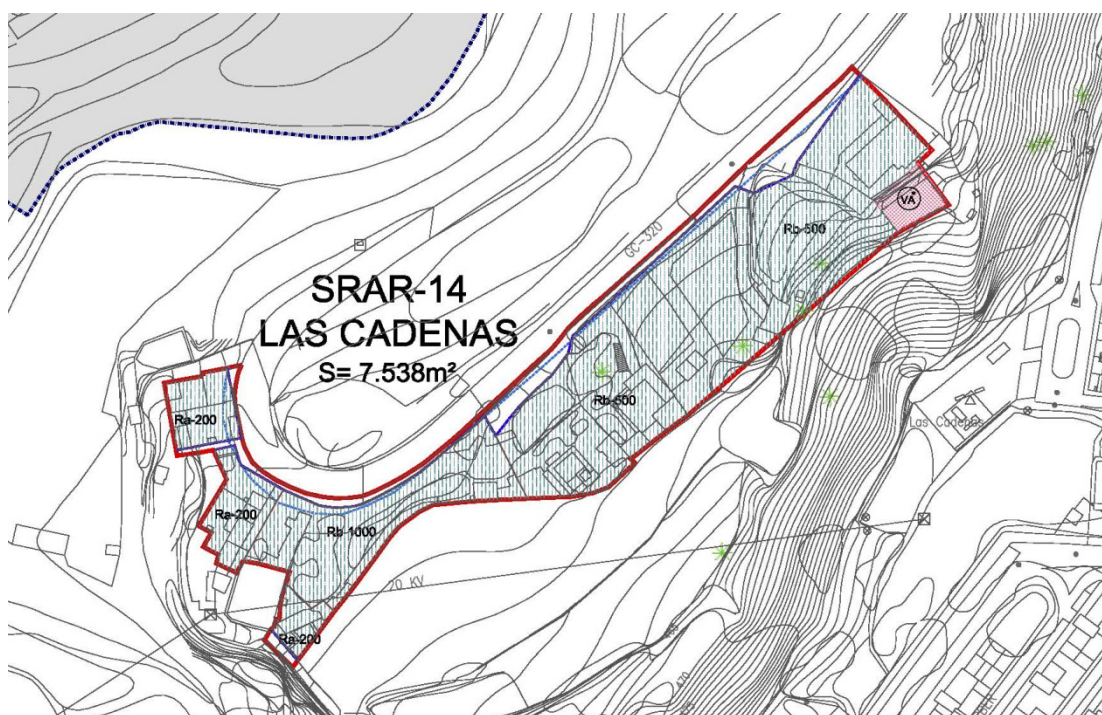 VA
Rb-500
GC-320
SRAR-14
LAS CADENAS
S= 7.538m²
Rb-500
Ra-200
Las Cadenas
Ra-200
Rb-1000
20 KV
Ra-200
470